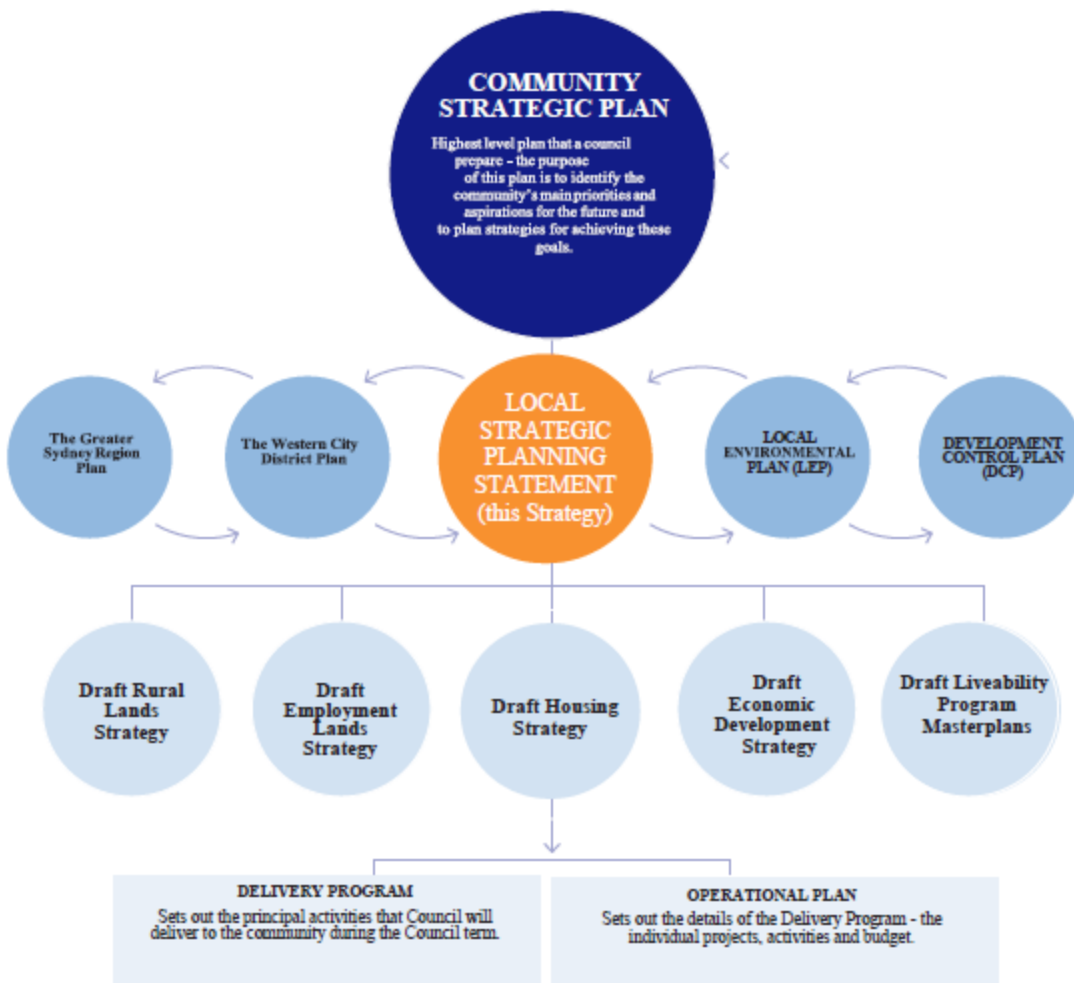 COMMUNITY
STRATEGIC PLAN
Highest level plan that a council
prepare – the purpose
of this plan is to identify the
community's main priorities and
aspirations for the future and
to plan strategies for achieving these
goals.
The Greater
Sydney Region
Plan
The Western City
District Plan
LOCAL
STRATEGIC
PLANNING
STATEMENT
(this Strategy)
LOCAL
ENVIRONMENTAL
PLAN (LEP)
DEVELOPMENT
CONTROL PLAN
(DCP)
Draft Rural
Lands
Strategy
Draft
Employment
Lands
Strategy
Draft Housing
Strategy
Draft
Economic
Development
Strategy
Draft Liveability
Program
Masterplans
DELIVERY PROGRAM
Sets out the principal activities that Council will
deliver to the community during the Council term.
OPERATIONAL PLAN
Sets out the details of the Delivery Program - the
individual projects, activities and budget.